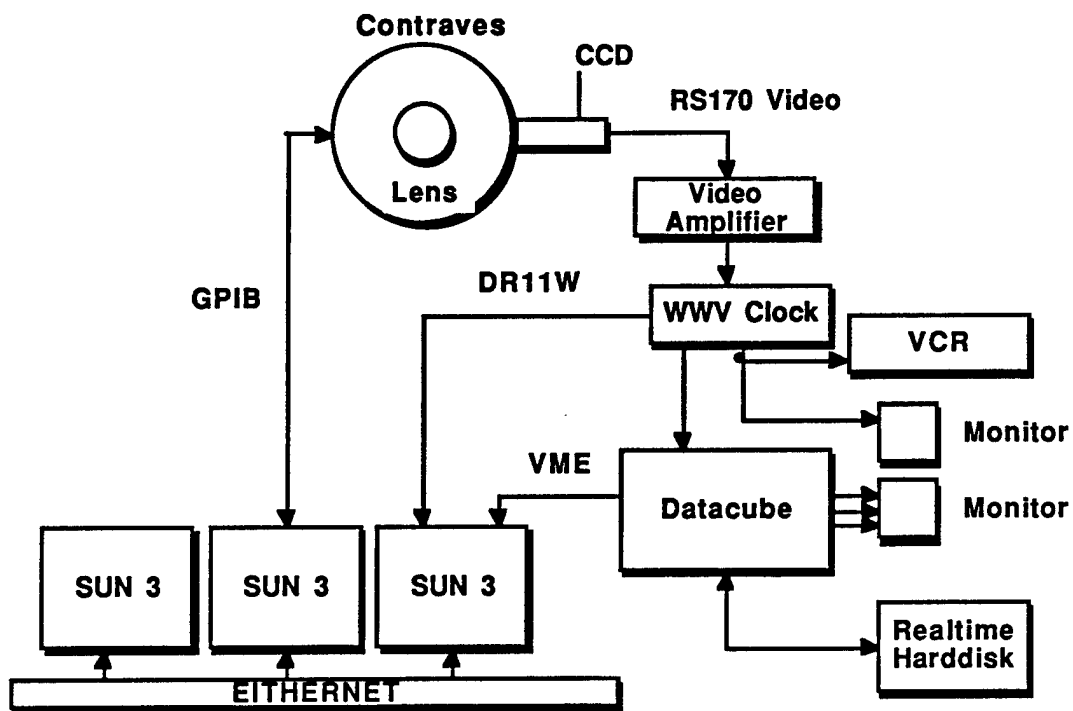 Contraves
CCD
RS170 Video
Lens
Video
Amplifier
DR11W
GPIB
WWV Clock
VCR
Monitor
VME
Datacube
Monitor
SUN 3
SUN 3
SUN 3
Realtime
Harddisk
EITHERNET